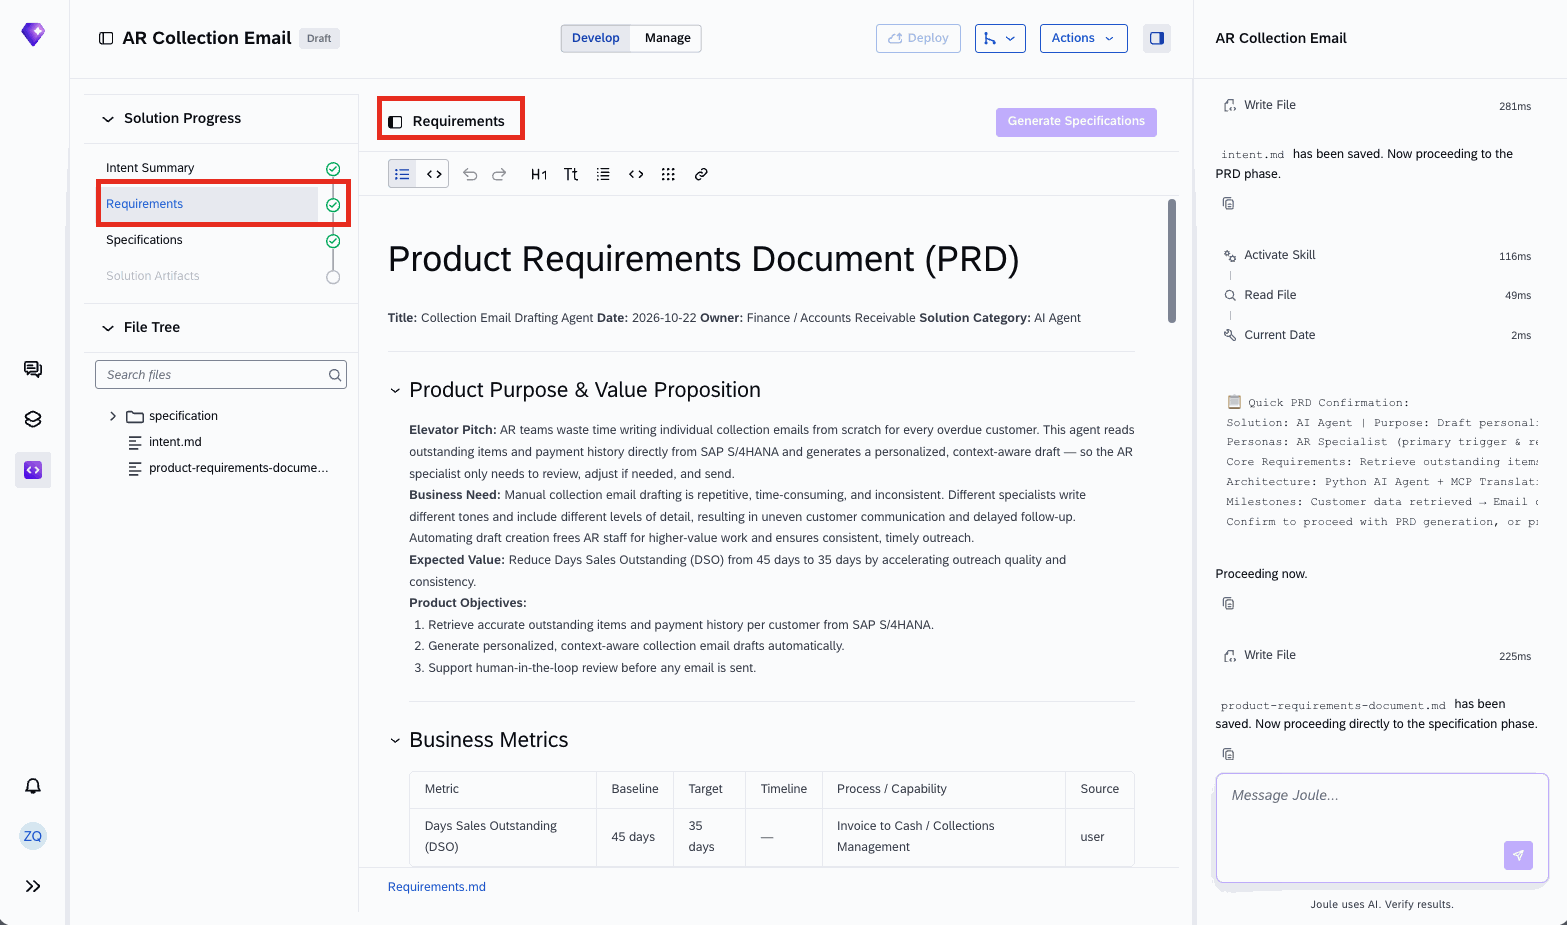 AR Collection Email
Draft
Develop
Manage
Deploy
Actions
AR Collection Email
Solution Progress
Intent Summary
Requirements
Specifications
Solution Artifacts
File Tree
Search files
specification
intent.md
product-requirements-docume...
ZQ
Requirements
Generate Specifications
H1
Tt
Product Requirements Document (PRD)
Title: Collection Email Drafting Agent Date: 2026-10-22 Owner: Finance / Accounts Receivable Solution Category: AI Agent
Product Purpose & Value Proposition
Elevator Pitch: AR teams waste time writing individual collection emails from scratch for every overdue customer. This agent reads
outstanding items and payment history directly from SAP S/4HANA and generates a personalized, context-aware draft — so the AR
specialist only needs to review, adjust if needed, and send.
Business Need: Manual collection email drafting is repetitive, time-consuming, and inconsistent. Different specialists write
different tones and include different levels of detail, resulting in uneven customer communication and delayed follow-up.
Automating draft creation frees AR staff for higher-value work and ensures consistent, timely outreach.
Expected Value: Reduce Days Sales Outstanding (DSO) from 45 days to 35 days by accelerating outreach quality and
consistency.
Product Objectives:
1. Retrieve accurate outstanding items and payment history per customer from SAP S/4HANA.
2. Generate personalized, context-aware collection email drafts automatically.
3. Support human-in-the-loop review before any email is sent.
Business Metrics
Metric Baseline Target Timeline Process / Capability Source
Days Sales Outstanding (DSO) 45 days 35 days — Invoice to Cash / Collections Management user
Requirements.md
Write File 281ms
intent.md has been saved. Now proceeding to the
PRD phase.
Activate Skill 116ms
Read File 49ms
Current Date 2ms
Quick PRD Confirmation:
Solution: AI Agent | Purpose: Draft personali
Personas: AR Specialist (primary trigger & re
Core Requirements: Retrieve outstanding items
Architecture: Python AI Agent + MCP Translati
Milestones: Customer data retrieved → Email d
Confirm to proceed with PRD generation, or pr
Proceeding now.
Write File 225ms
product-requirements-document.md has been
saved. Now proceeding directly to the specification phase.
Message Joule...
Joule uses AI. Verify results.